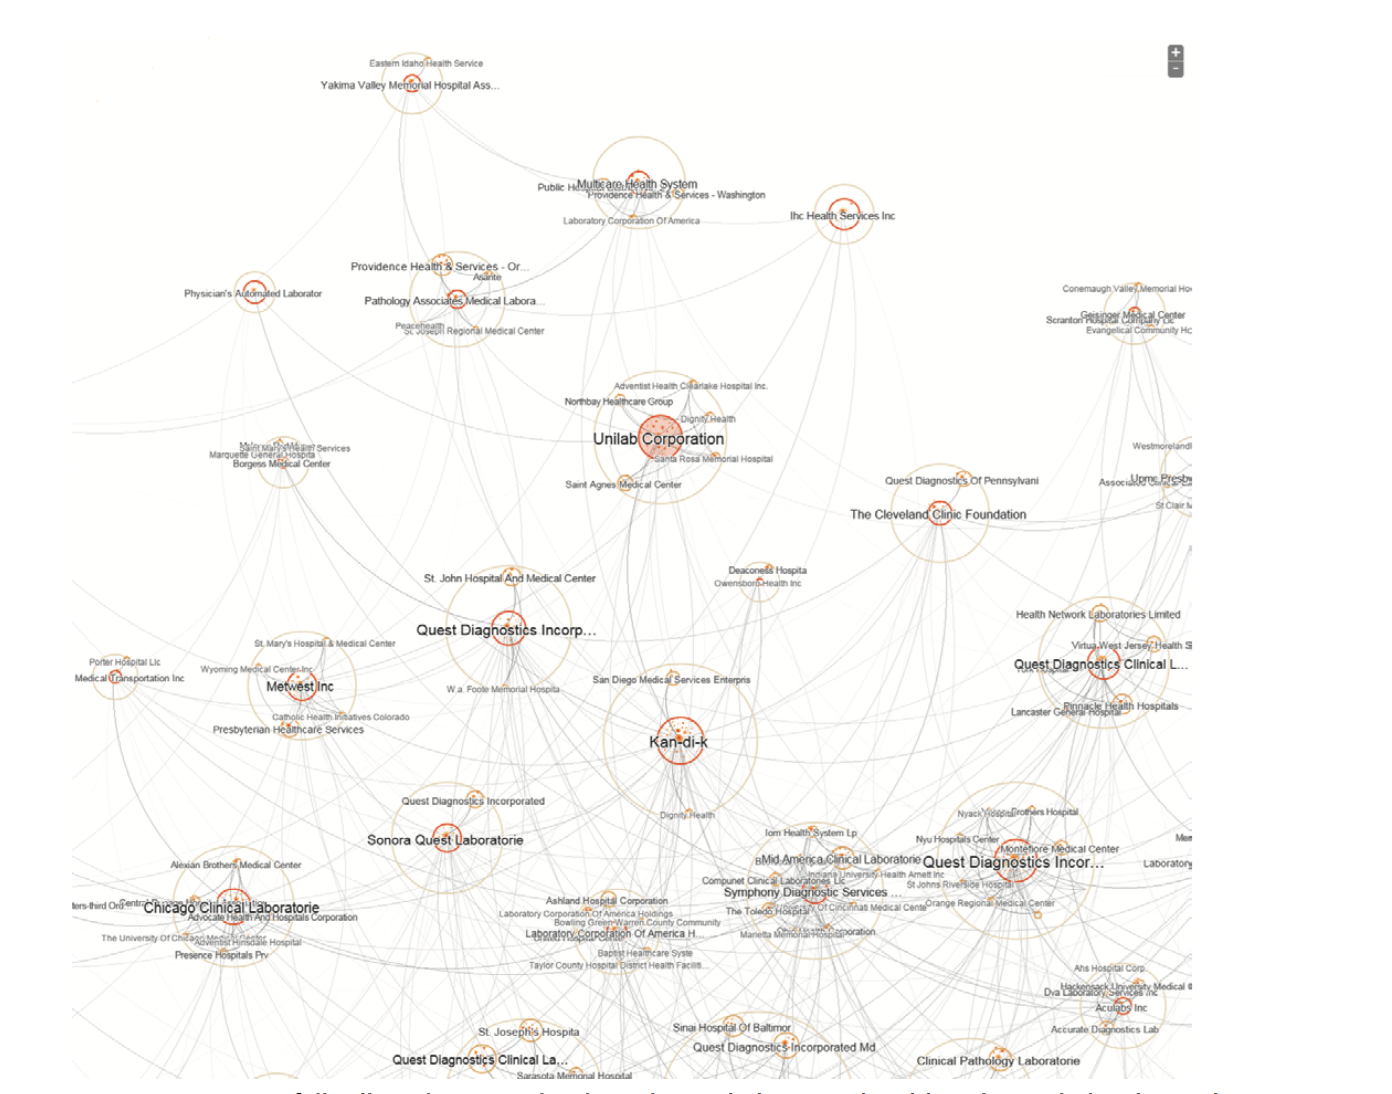 +
-
Eastern Idaho Health Service
Yakima Valley Memorial Hospital Ass...
Multicare Health System
Providence Health & Services - Washington
Laboratory Corporation Of America
Ihc Health Services Inc
Providence Health & Services - Or...
Asante
Physician's Automated Laborator
Pathology Associates Medical Labora...
Peacehealth
St. Joseph Regional Medical Center
Conemaugh Valley Memorial Ho
Geisinger Medical Center
Scranton Hospital Company Llc
Evangelical Community Hc
Adventist Health Clearlake Hospital Inc.
Northbay Healthcare Group
Dignity Health
Unilab Corporation
Santa Rosa Memorial Hospital
Saint Agnes Medical Center
Saint Mary's Health Services
Marquette General Hospita
Borgess Medical Center
Westmoreland
Quest Diagnostics Of Pennsylvani
Upmc Presby
St Clair
The Cleveland Clinic Foundation
Deaconess Hospita
Owensboro Health Inc
St. John Hospital And Medical Center
Quest Diagnostics Incorp...
W.a. Foote Memorial Hospita
Health Network Laboratories Limited
Virtua-West Jersey Health S
Quest Diagnostics Clinical L...
Pinnacle Health Hospitals
Lancaster General Hospital
St. Mary's Hospital & Medical Center
Porter Hospital Llc
Wyoming Medical Center Inc
Medical Transportation Inc
Metwest Inc
Catholic Health Initiatives Colorado
Presbyterian Healthcare Services
San Diego Medical Services Enterpris
Kan-di-k
Dignity Health
Quest Diagnostics Incorporated
Sonora Quest Laboratorie
Nyack Hospital
Brothers Hospital
Nyu Hospitals Center
Montefiore Medical Center
Quest Diagnostics Incor...
St Johns Riverside Hospital
Orange Regional Medical Center
Laboratory
Iom Health System Lp
Mid America Clinical Laboratorie
Indiana University Health Arnett Inc
Compunet Clinical Laboratories Llc
Symphony Diagnostic Services ...
Of Cincinnati Medical Cente
The Toledo Hospital
Marietta Memorial Hospital
Alexian Brothers Medical Center
Chicago Clinical Laboratorie
Advocate Health And Hospitals Corporation
The University Of Chicago Medical Center
Adventist Hinsdale Hospital
Presence Hospitals Prv
Ashland Hospital Corporation
Laboratory Corporation Of America Holdings
Bowling Green-Warren County Community
Laboratory Corporation Of America H...
Baptist Healthcare Syste
Taylor County Hospital District Health Faciliti...
Ahs Hospital Corp.
Hackensack University Medical
Dva Laboratory Services Inc
Aculabs Inc
Accurate Diagnostics Lab
St. Joseph's Hospita
Quest Diagnostics Clinical La...
Sarasota Memorial Hospital
Sinai Hospital Of Baltimor
Quest Diagnostics Incorporated Md
Clinical Pathology Laboratorie